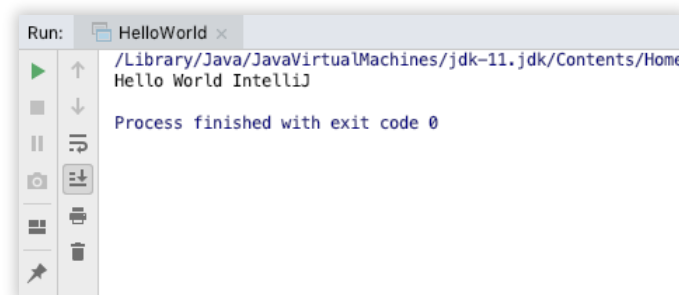 Run: HelloWorld
/Library/Java/JavaVirtualMachines/jdk-11.jdk/Contents/Home
Hello World IntelliJ
Process finished with exit code 0